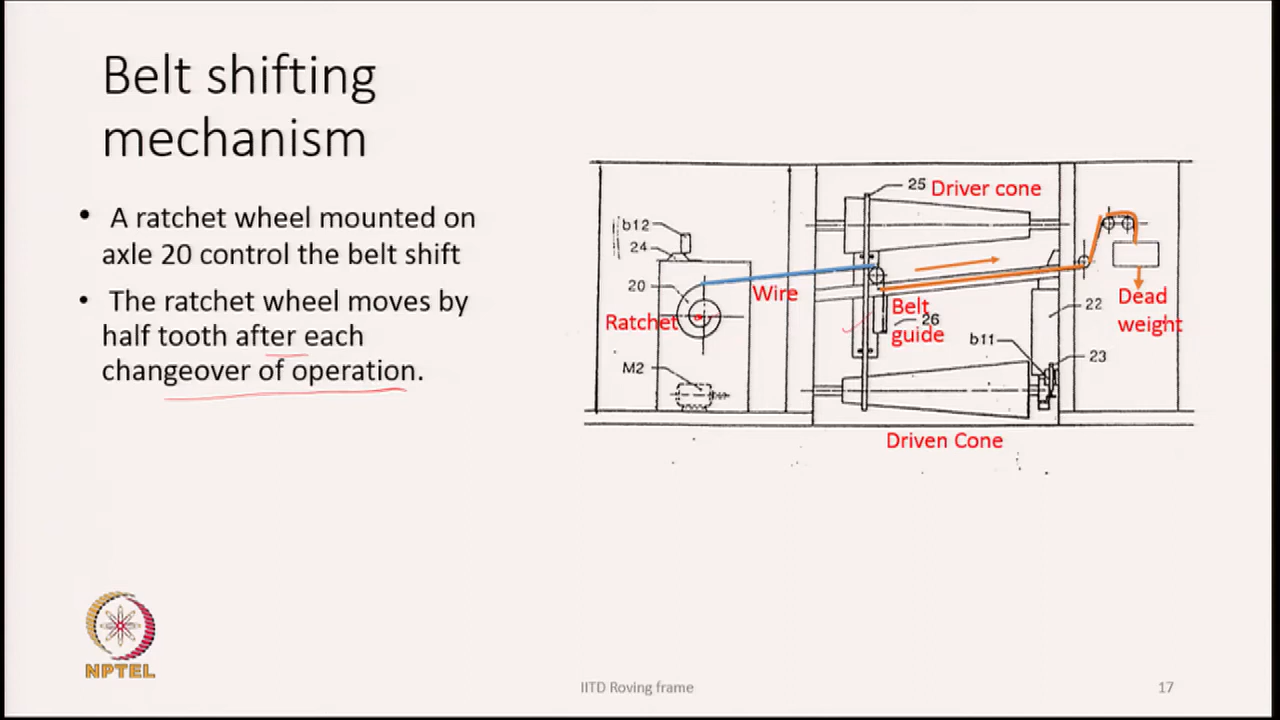 Belt shifting
mechanism
• A ratchet wheel mounted on
axle 20 control the belt shift
• The ratchet wheel moves by
half tooth after each
changeover of operation.
25 Driver cone
b12
24
20
Wire
Ratchet
Belt
guide
26
Dead
weight
22
b11
23
M2
Driven Cone
NPTEL
IITD Roving frame
17